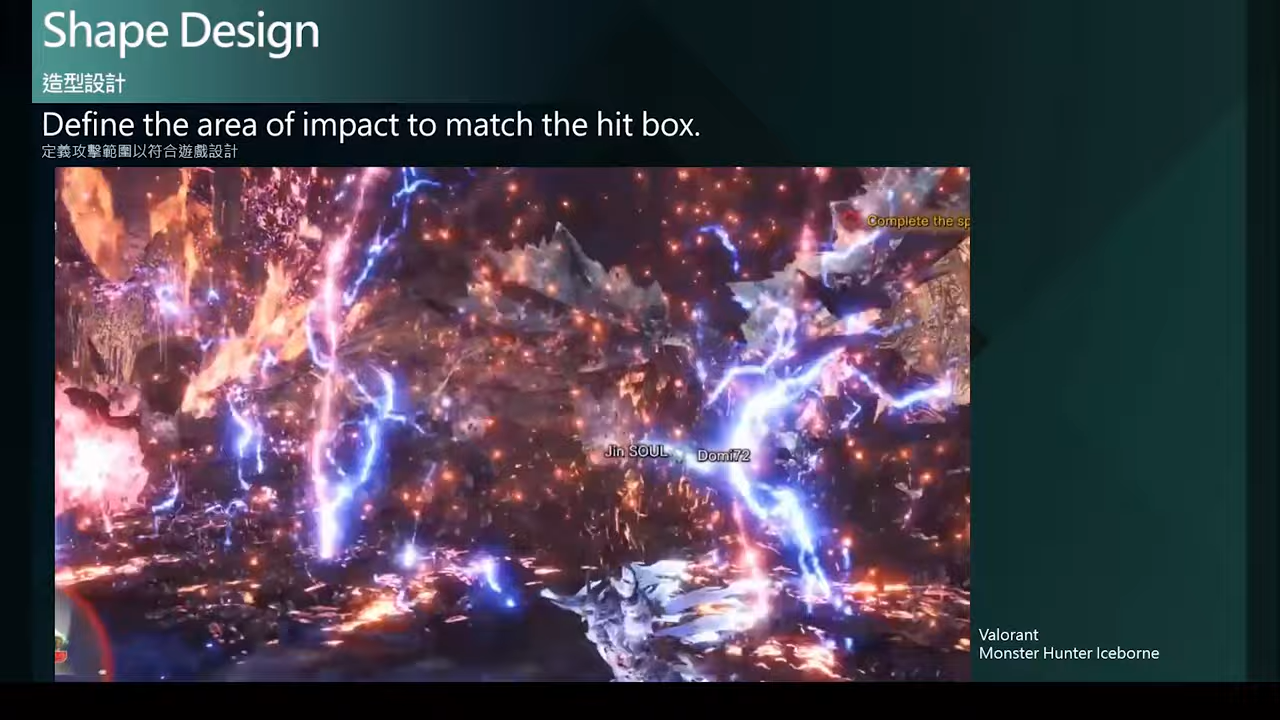 Shape Design
造型設計
Define the area of impact to match the hit box.
定義攻擊範圍以符合遊戲設計
Complete the sp
Jin SOUL
Domi72
Valorant
Monster Hunter Iceborne